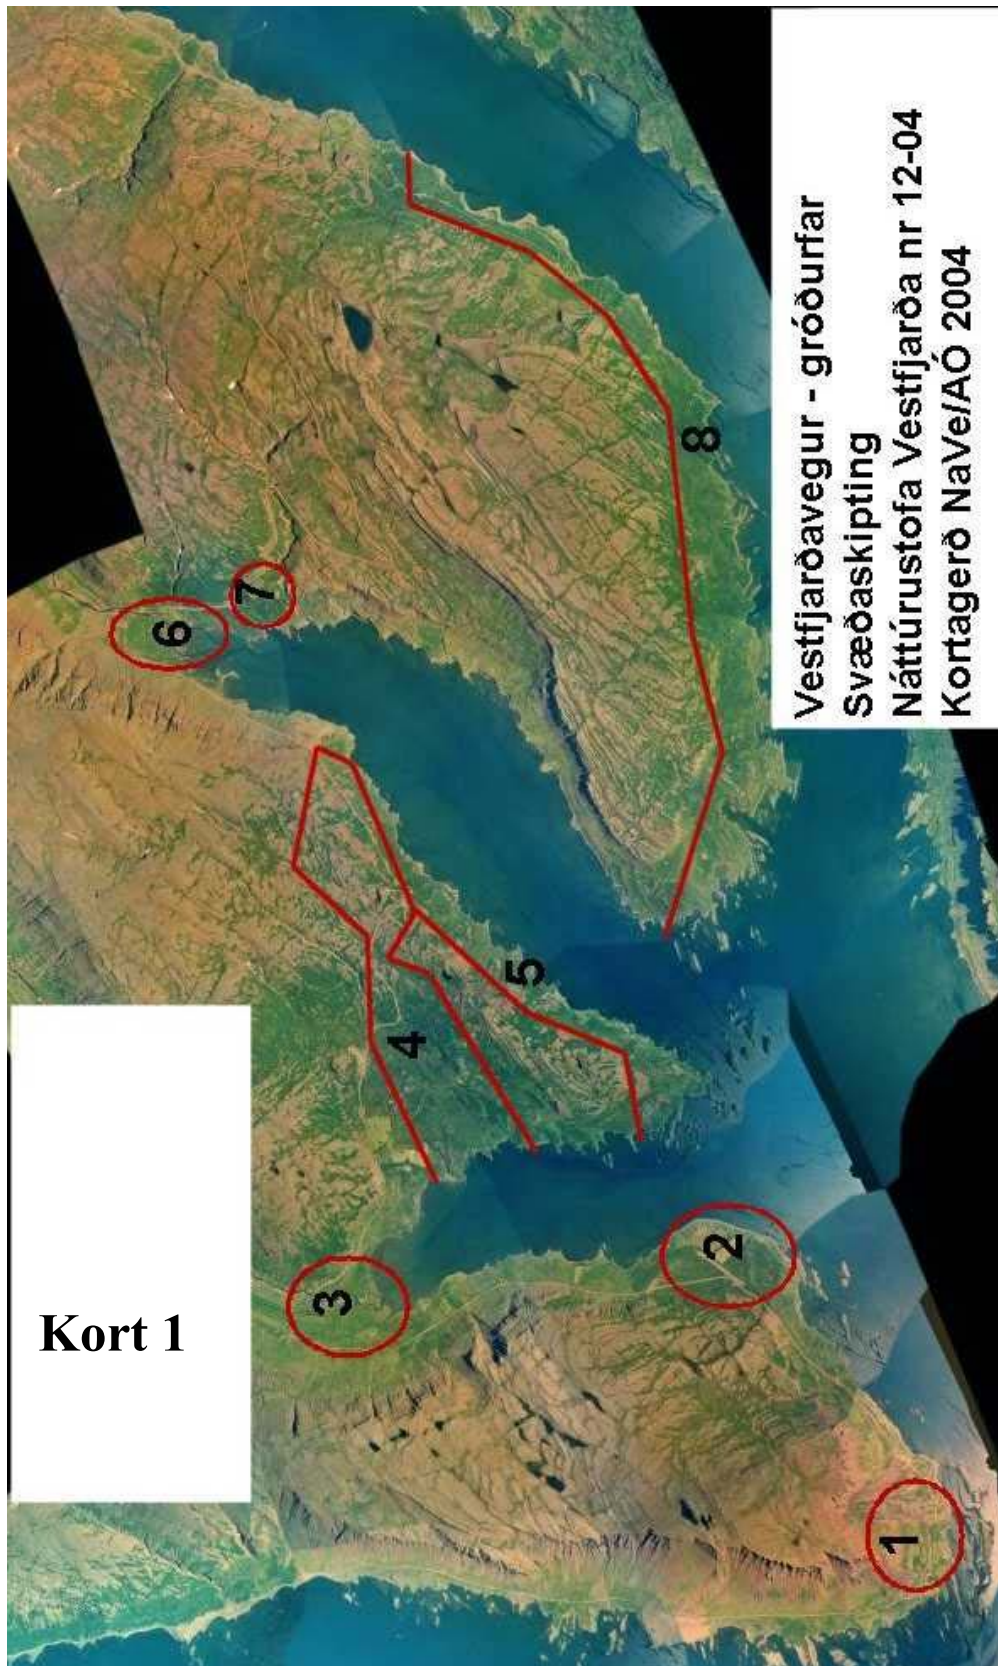 Kort 1
1
2
3
4
5
6
7
8
Vestfjarðavegur - gróðurfar
Svæðaskipting
Náttúrustofa Vestfjarða nr 12-04
Kortagerð NaVe/AÓ 2004